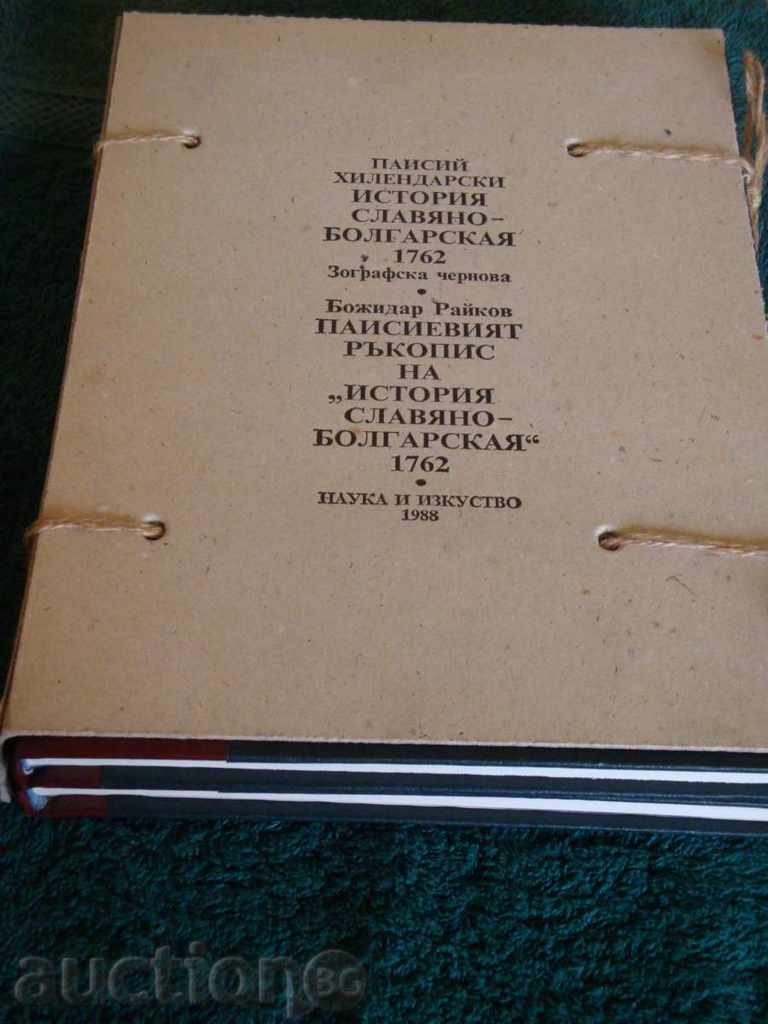 ПАИСИЙ
ХИЛЕНДАРСКИ
ИСТОРИЯ
СЛАВЯНО-
БОЛГАРСКАЯ
1762
Зографска чернова
•
Божидар Райков
ПАИСИЕВИЯТ
РЪКОПИС
НА
„ИСТОРИЯ
СЛАВЯНО-
БОЛГАРСКАЯ“
1762
•
НАУКА И ИЗКУСТВО
1988
auction BG